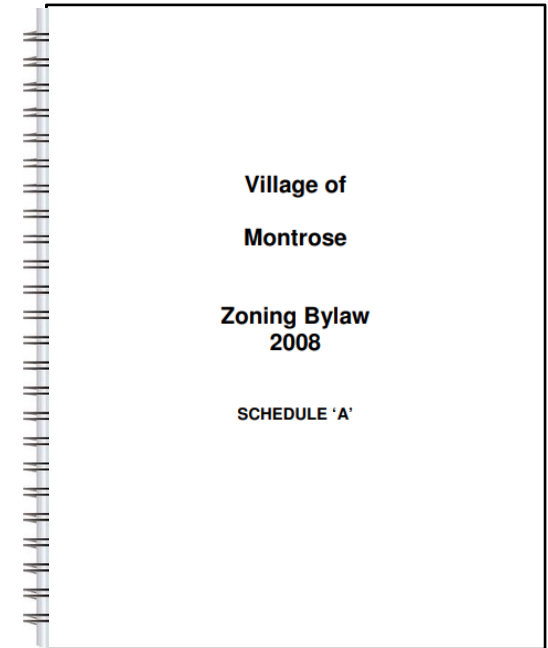 Village of
Montrose
Zoning Bylaw
2008
SCHEDULE ‘A’